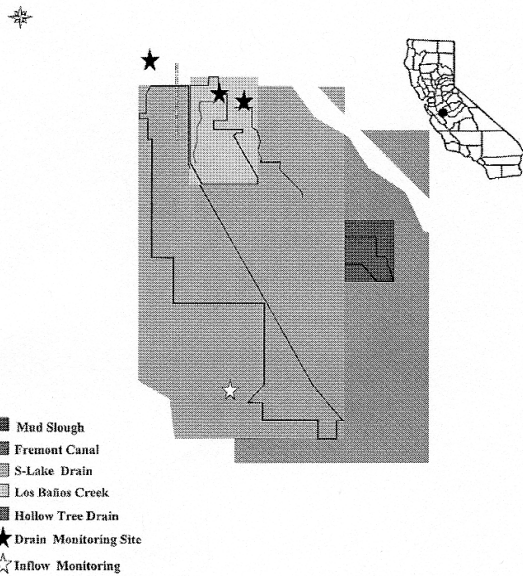 Mud Slough
Fremont Canal
S-Lake Drain
Los Baños Creek
Hollow Tree Drain
Drain Monitoring Site
Inflow Monitoring